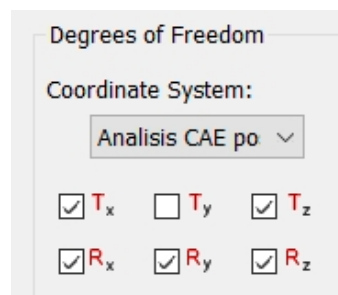 Degrees of Freedom
Coordinate System:
Analisis CAE po
Tx Ty Tz
Rx Ry Rz